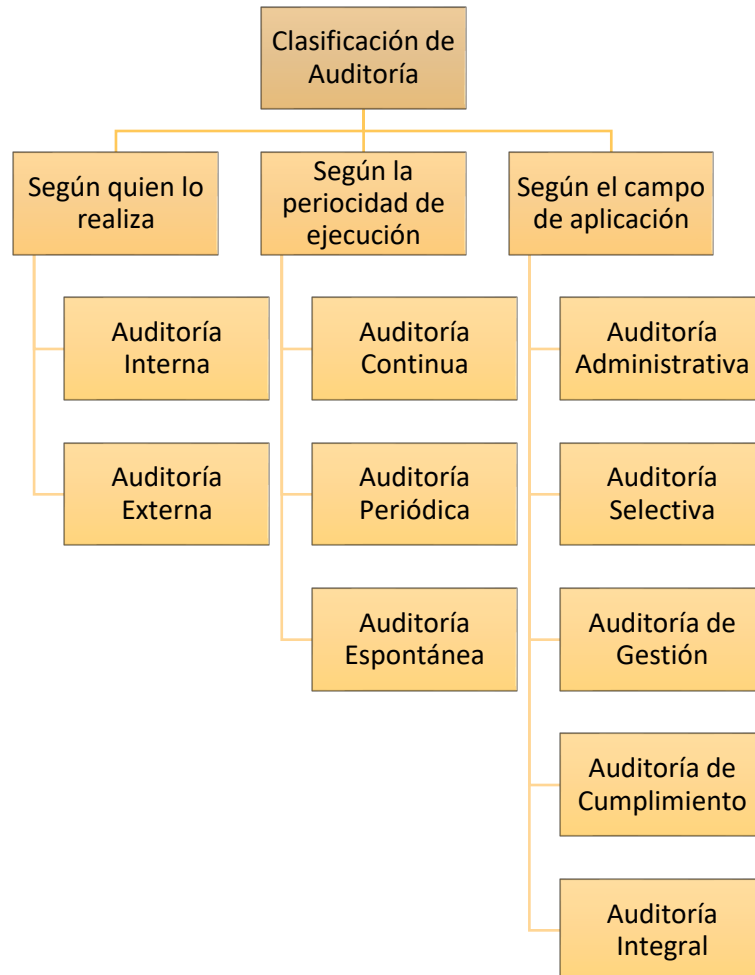 Clasificación de
Auditoría
Según quien lo
realiza
Auditoría
Interna
Auditoría
Externa
Según la
periocidad de
ejecución
Auditoría
Continua
Auditoría
Periódica
Auditoría
Espontánea
Según el campo
de aplicación
Auditoría
Administrativa
Auditoría
Selectiva
Auditoría de
Gestión
Auditoría de
Cumplimiento
Auditoría
Integral